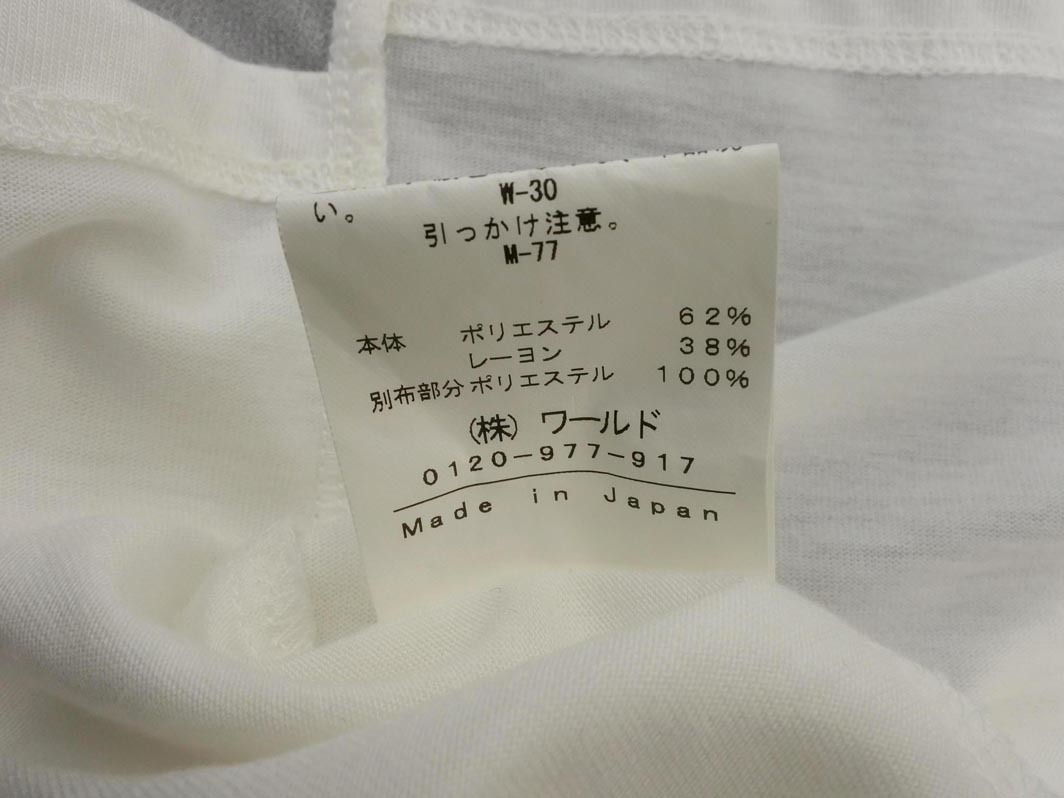 い。
W-30
引っかけ注意。
M-77
本体 ポリエステル 62%
レーヨン 38%
別布部分 ポリエステル 100%
(株) ワールド
0120-977-917
Made in Japan